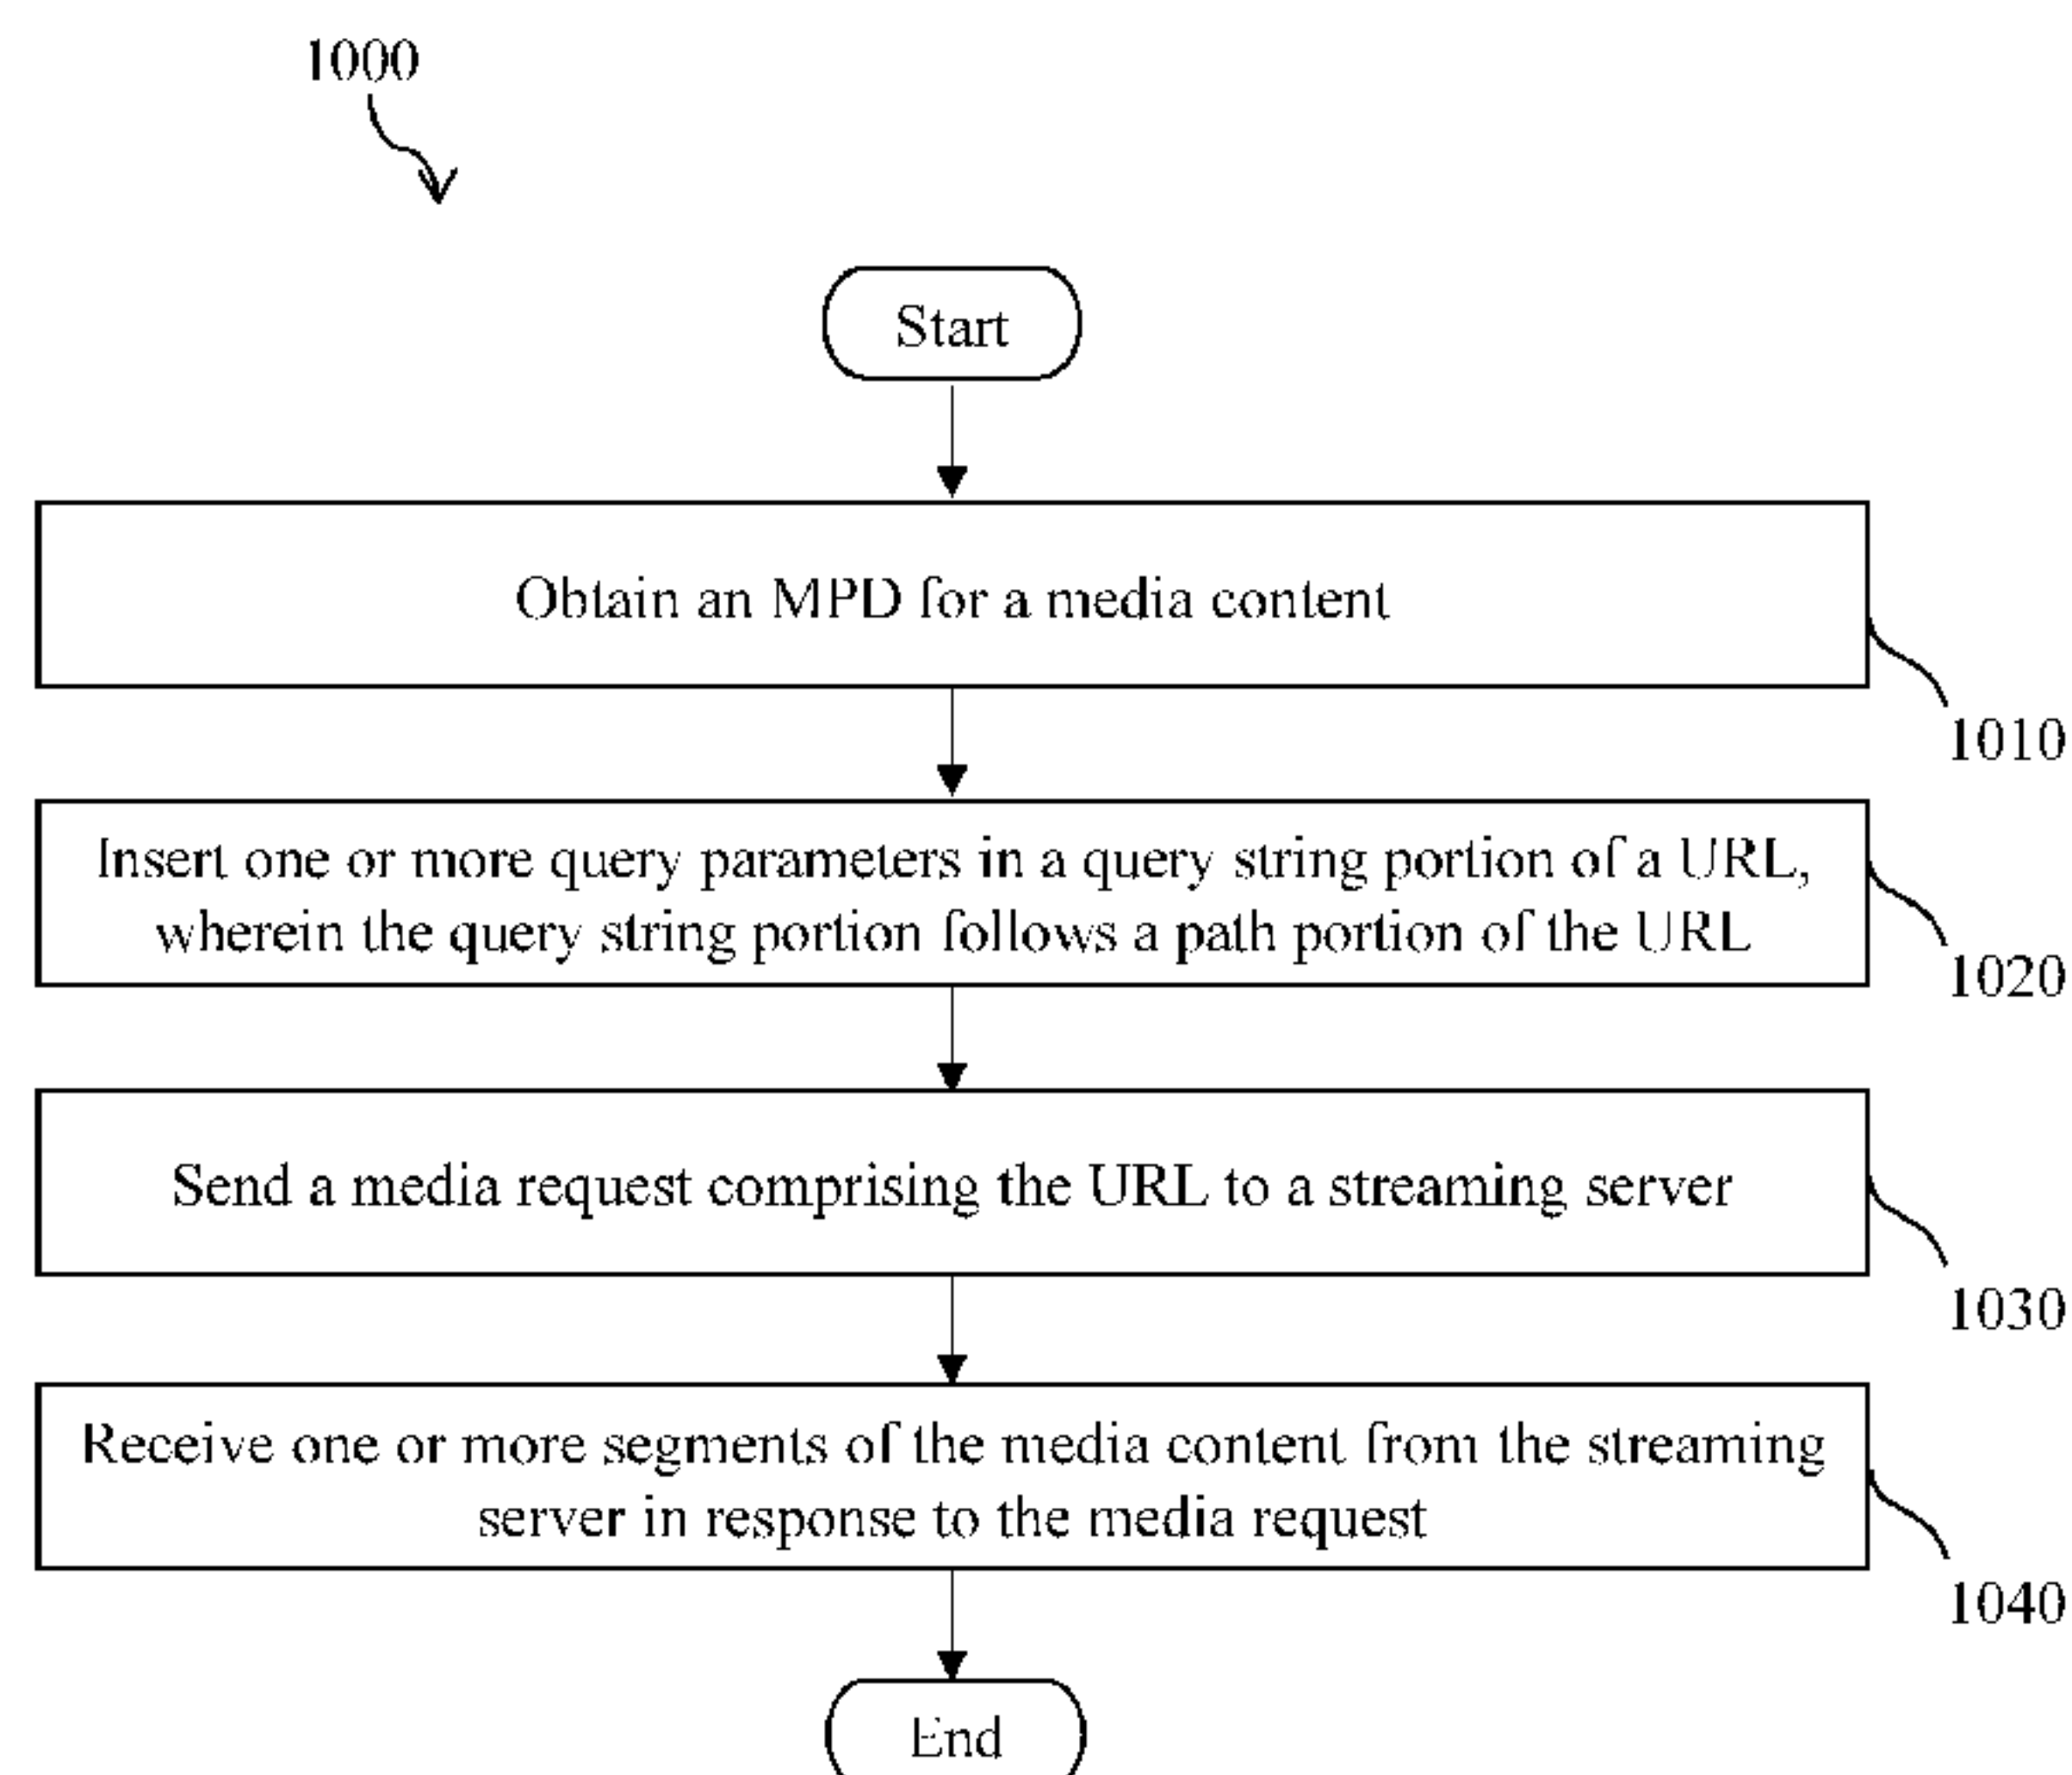 1000
Start
Obtain an MPD for a media content
1010
Insert one or more query parameters in a query string portion of a URL,
wherein the query string portion follows a path portion of the URL
1020
Send a media request comprising the URL to a streaming server
1030
Receive one or more segments of the media content from the streaming
server in response to the media request
1040
End